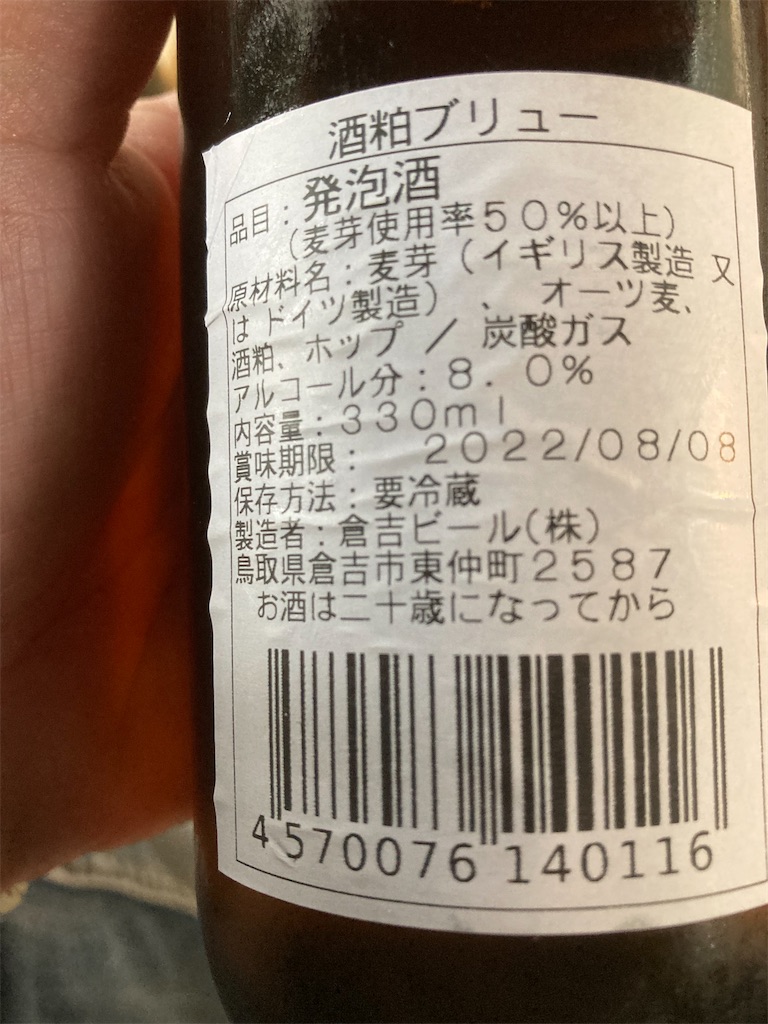 酒粕ブリュー
品目：発泡酒
（麦芽使用率５０％以上）
原材料名：麦芽（イギリス製造 又
は ドイツ製造） 、 オーツ麦、
酒粕、ホップ ／ 炭酸ガス
アルコール分：８．０％
内容量：３３０ｍｌ
賞味期限： ２０２２/０８/０８
保存方法：要冷蔵
製造者：倉吉ビール(株)
鳥取県倉吉市東仲町２５８７
お酒は二十歳になってから
4 570076 140116